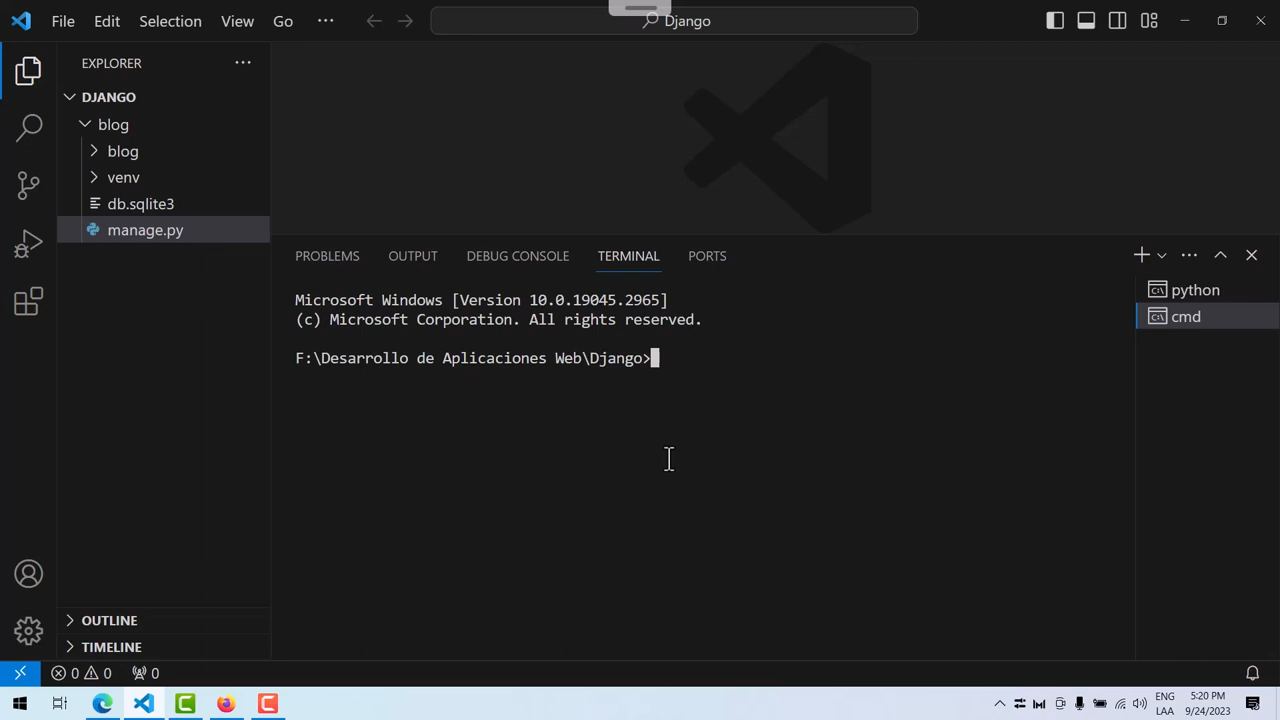 File Edit Selection View Go ··· Django
EXPLORER ···
DJANGO
blog
blog
venv
db.sqlite3
manage.py
PROBLEMS OUTPUT DEBUG CONSOLE TERMINAL PORTS
Microsoft Windows [Version 10.0.19045.2965]
(c) Microsoft Corporation. All rights reserved.
F:\Desarrollo de Aplicaciones Web\Django>
python
cmd
OUTLINE
TIMELINE
0 0 0
ENG
LAA
5:20 PM
9/24/2023